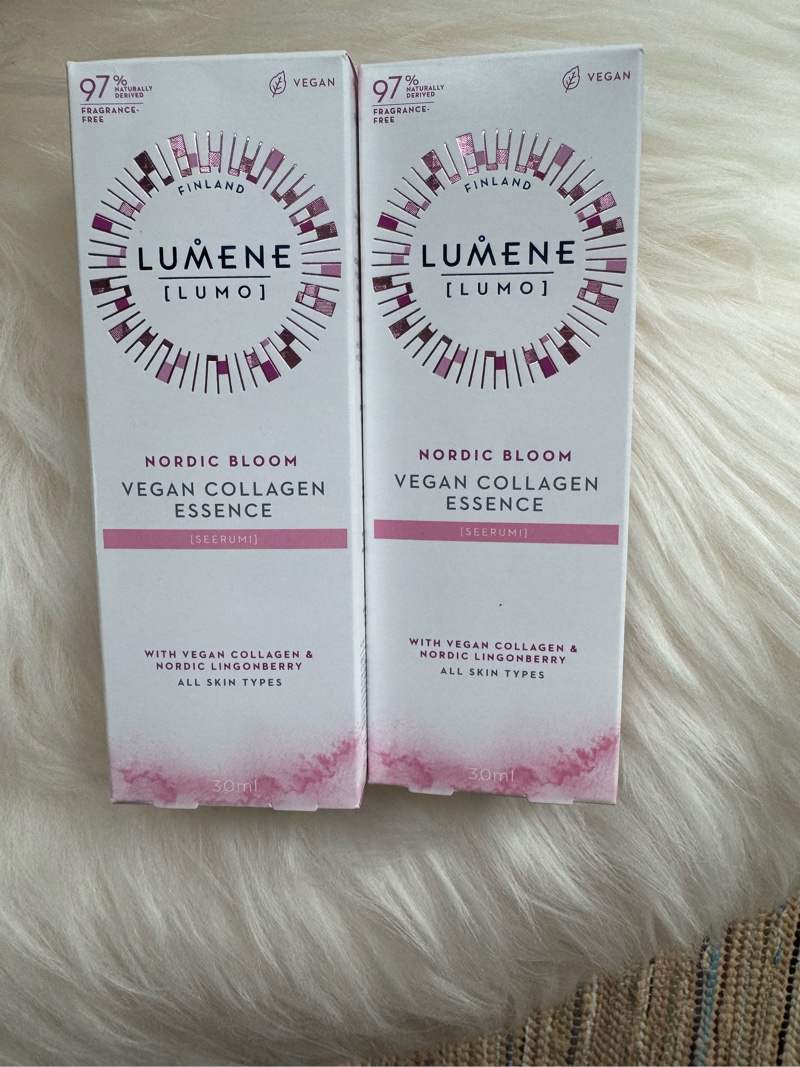 97%
NATURALLY
DERIVED
FRAGRANCE-
FREE
VEGAN
FINLAND
LUMENE
[LUMO]
NORDIC BLOOM
VEGAN COLLAGEN
ESSENCE
[SEERUMI]
WITH VEGAN COLLAGEN &
NORDIC LINGONBERRY
ALL SKIN TYPES
30ml
97%
NATURALLY
DERIVED
FRAGRANCE-
FREE
VEGAN
FINLAND
LUMENE
[LUMO]
NORDIC BLOOM
VEGAN COLLAGEN
ESSENCE
[SEERUMI]
WITH VEGAN COLLAGEN &
NORDIC LINGONBERRY
ALL SKIN TYPES
30ml